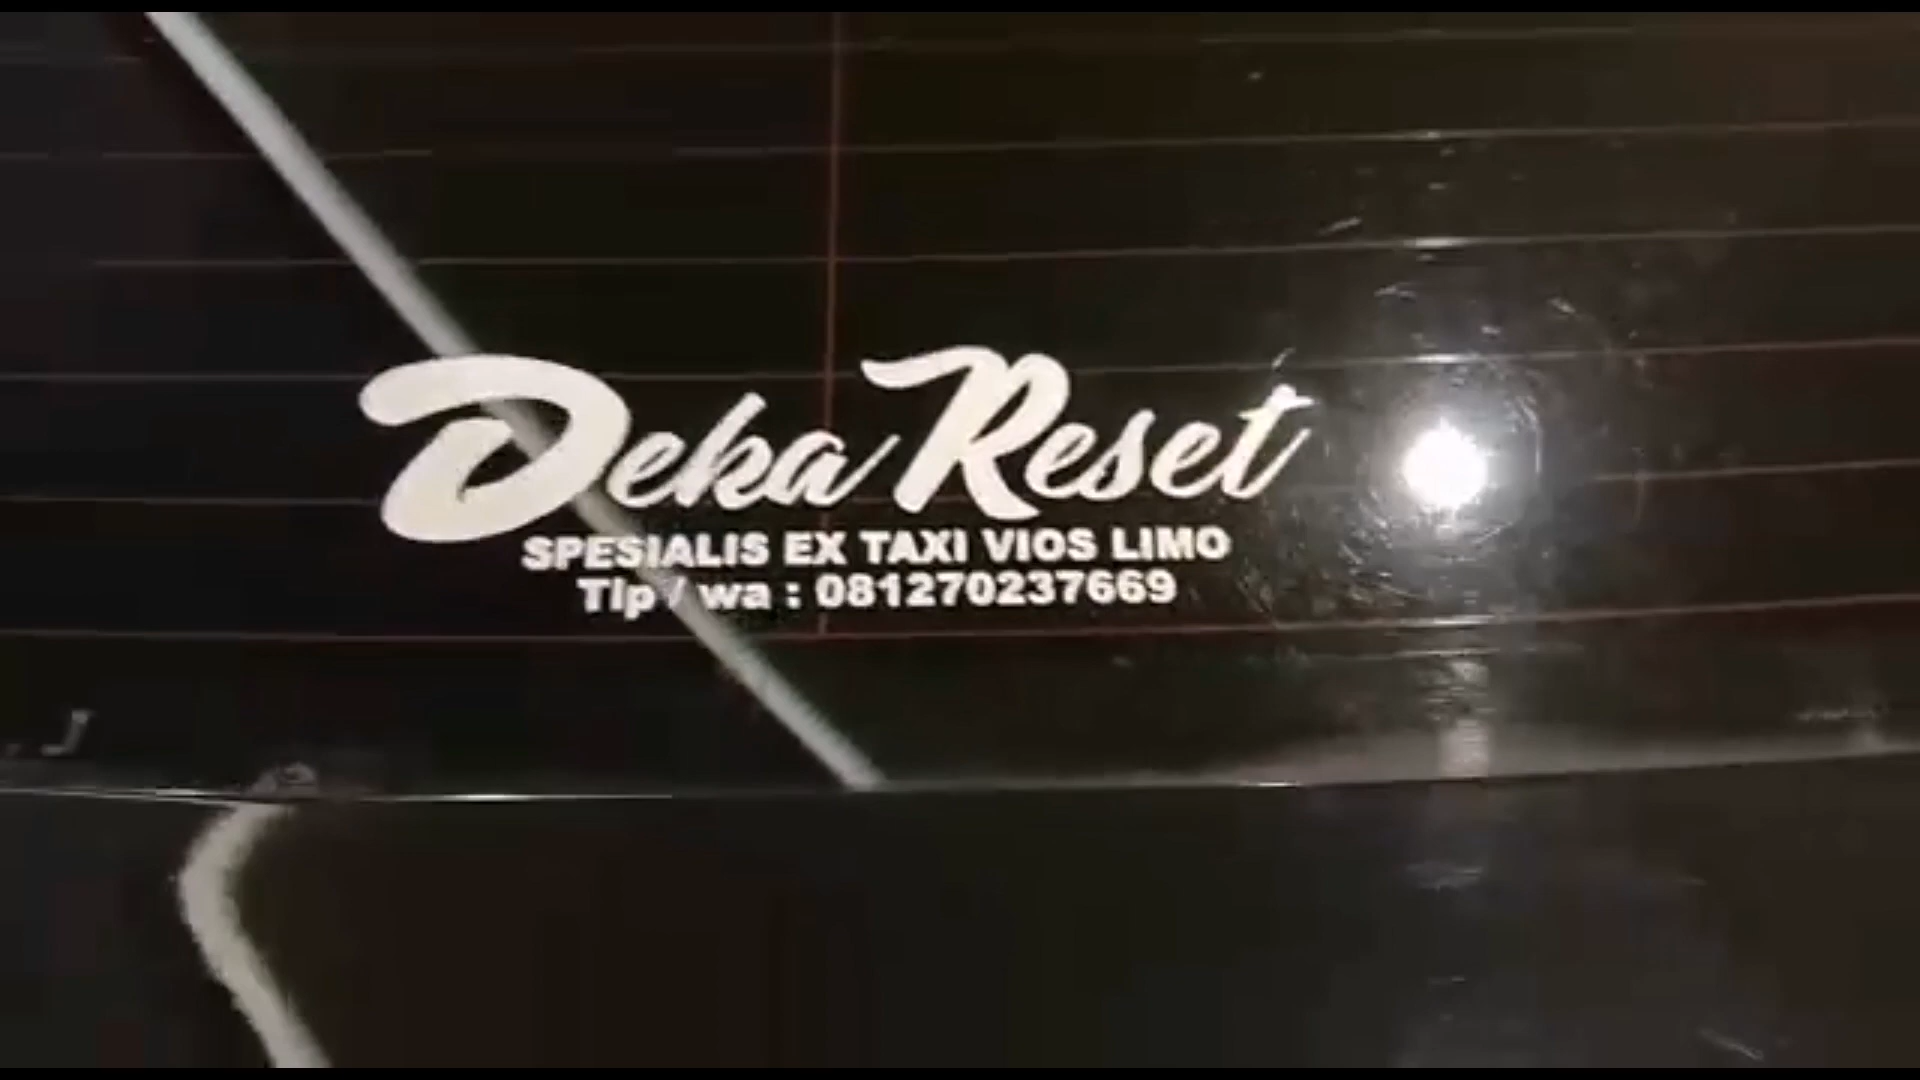 Deka Reset
SPESIALIS EX TAXI VIOS LIMO
Tlp / wa : 081270237669